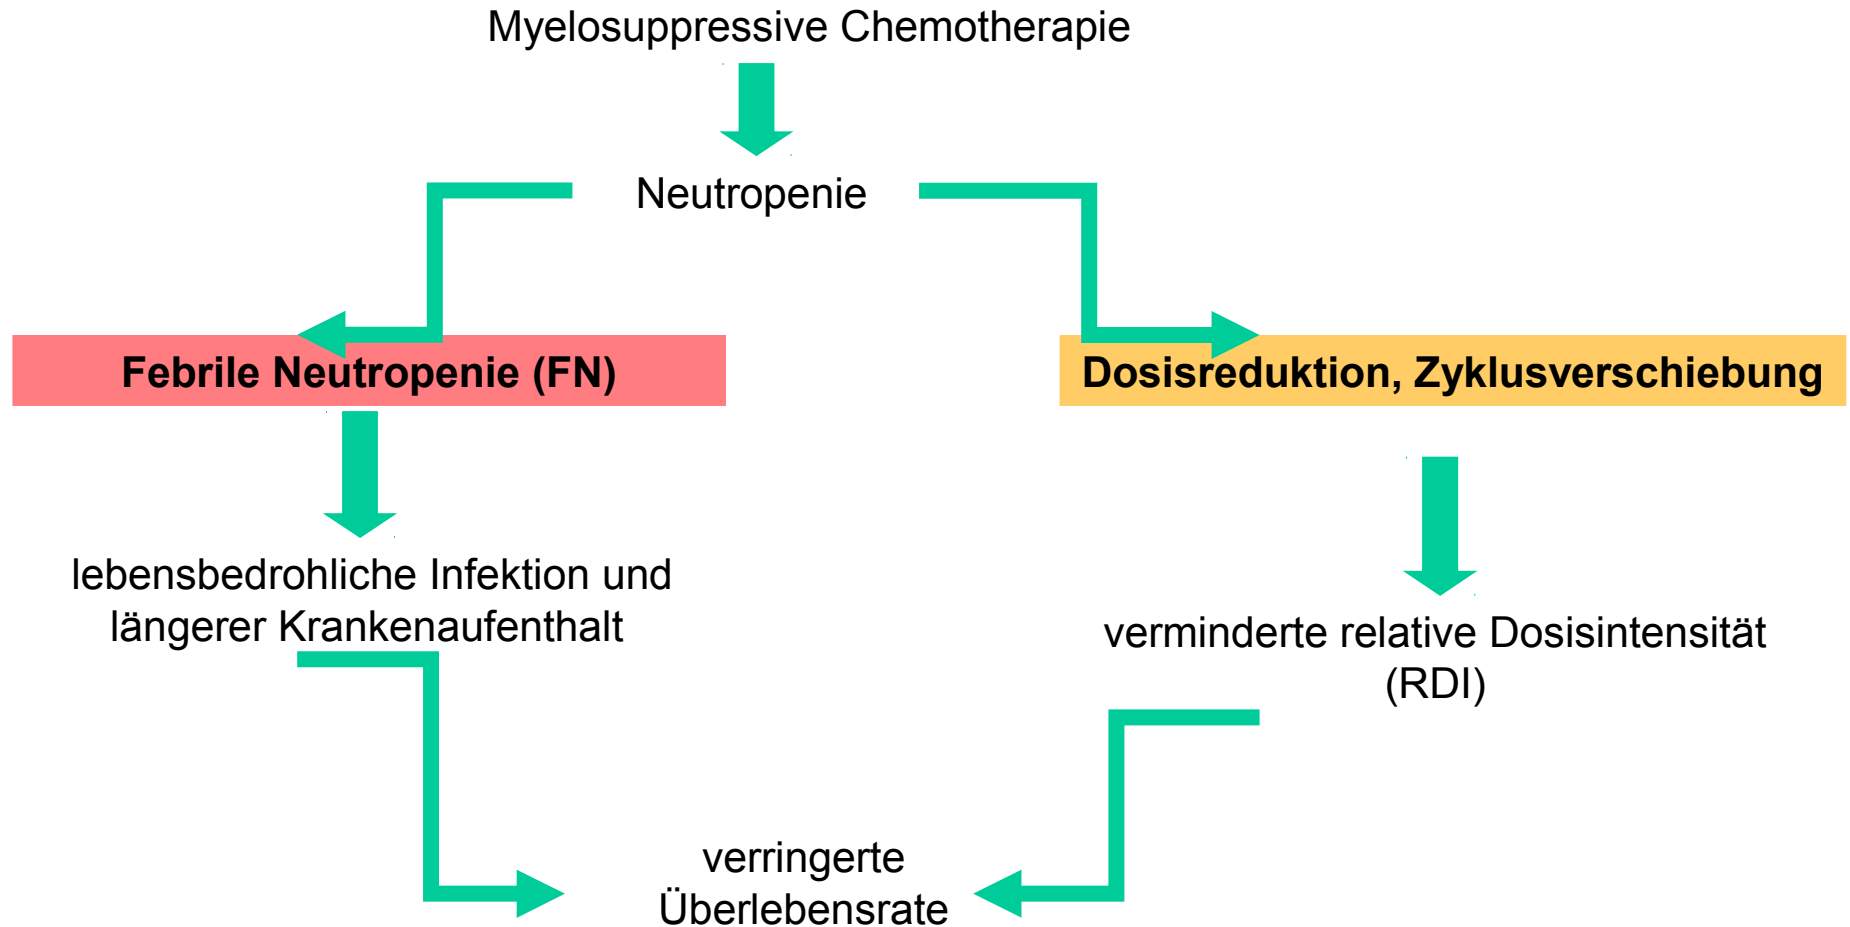 Myelosuppressive Chemotherapie
Neutropenie
Febrile Neutropenie (FN)
Dosisreduktion, Zyklusverschiebung
lebensbedrohliche Infektion und
längerer Krankenaufenthalt
verminderte relative Dosisintensität
(RDI)
verringerte
Überlebensrate